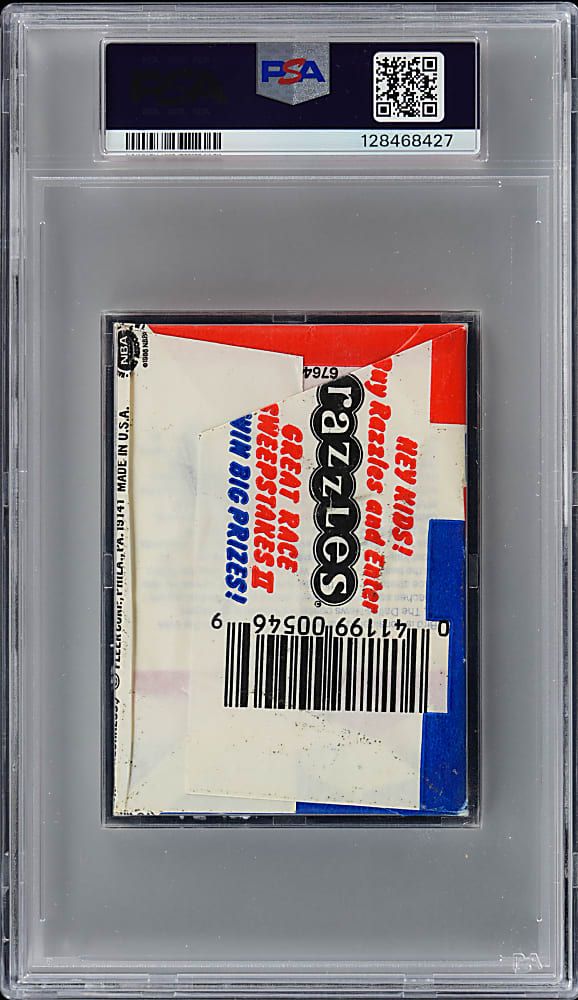 PSA
128468427
NBA
©1986 NBAP
6764
HEY KIDS!
Buy Razzles and Enter
razzles®
GREAT RACE
SWEEPSTAKES II
WIN BIG PRIZES!
0 41199 00546 9
FLEER CORP., PHILA., PA. 19141 MADE IN U.S.A.